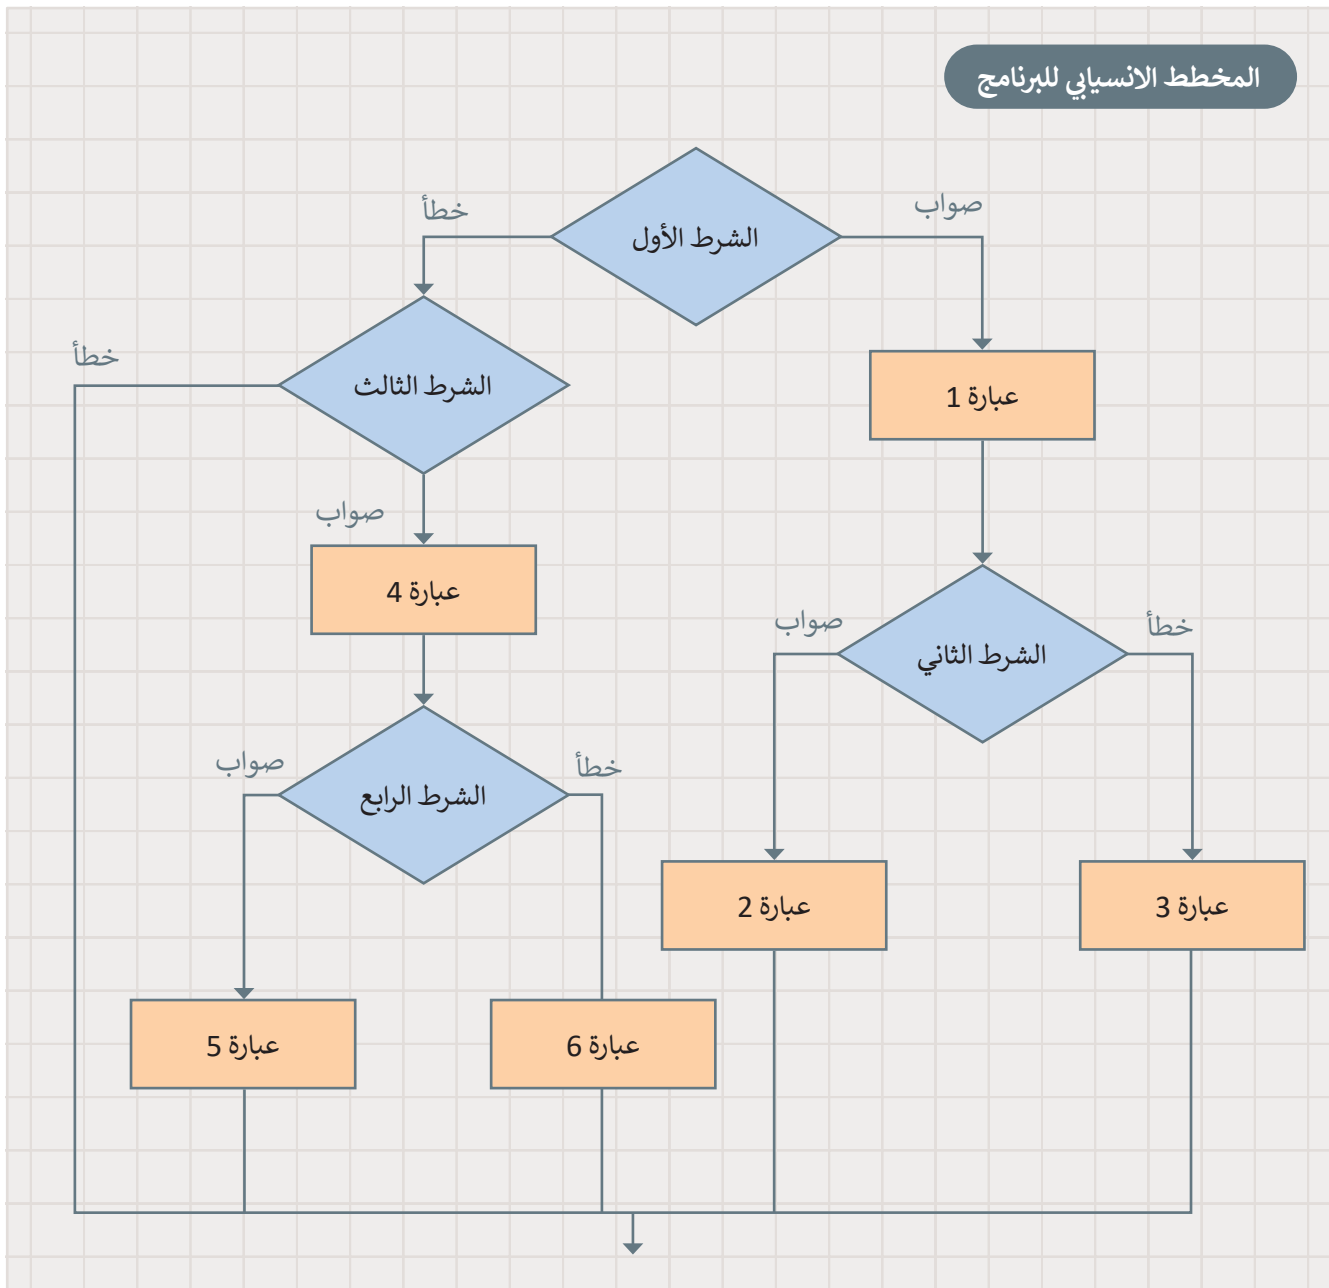 المخطط الانسيابي للبرنامج
صواب
خطأ
الشرط الأول
خطأ
الشرط الثالث
عبارة 1
صواب
عبارة 4
صواب
خطأ
الشرط الثاني
صواب
خطأ
الشرط الرابع
عبارة 3
عبارة 2
عبارة 6
عبارة 5